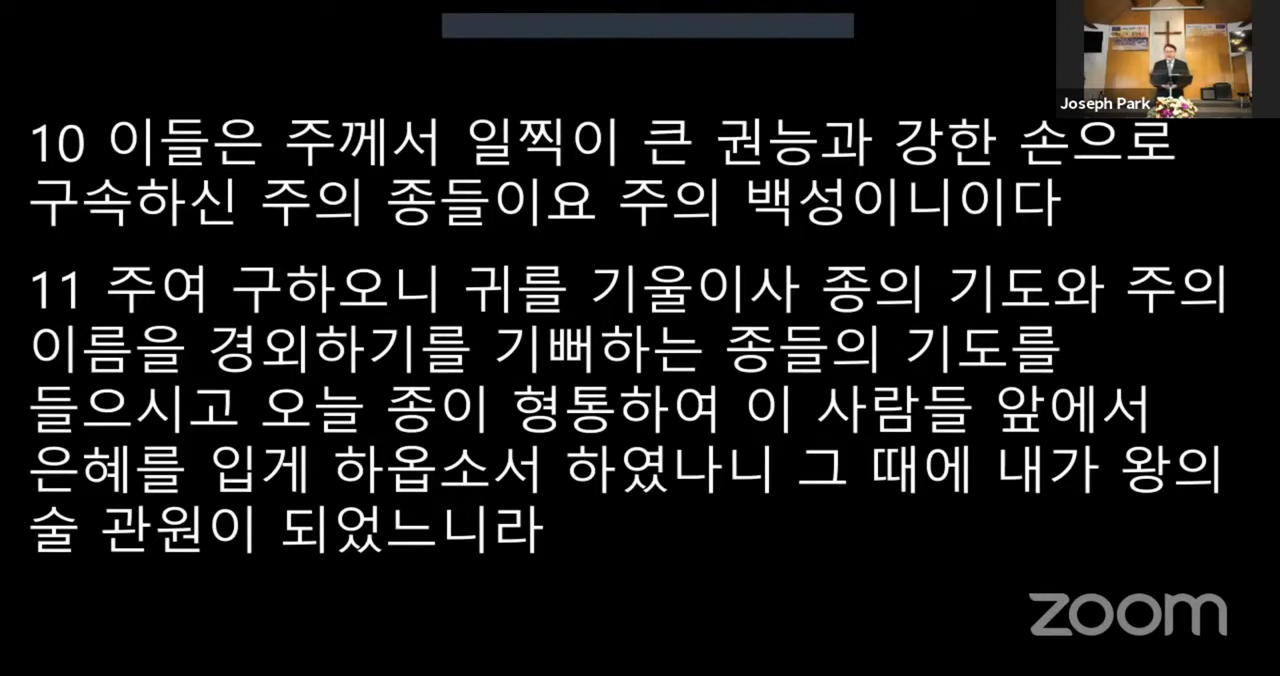 Joseph Park
10 이들은 주께서 일찍이 큰 권능과 강한 손으로
구속하신 주의 종들이요 주의 백성이니이다
11 주여 구하오니 귀를 기울이사 종의 기도와 주의
이름을 경외하기를 기뻐하는 종들의 기도를
들으시고 오늘 종이 형통하여 이 사람들 앞에서
은혜를 입게 하옵소서 하였나니 그 때에 내가 왕의
술 관원이 되었느니라
zoom